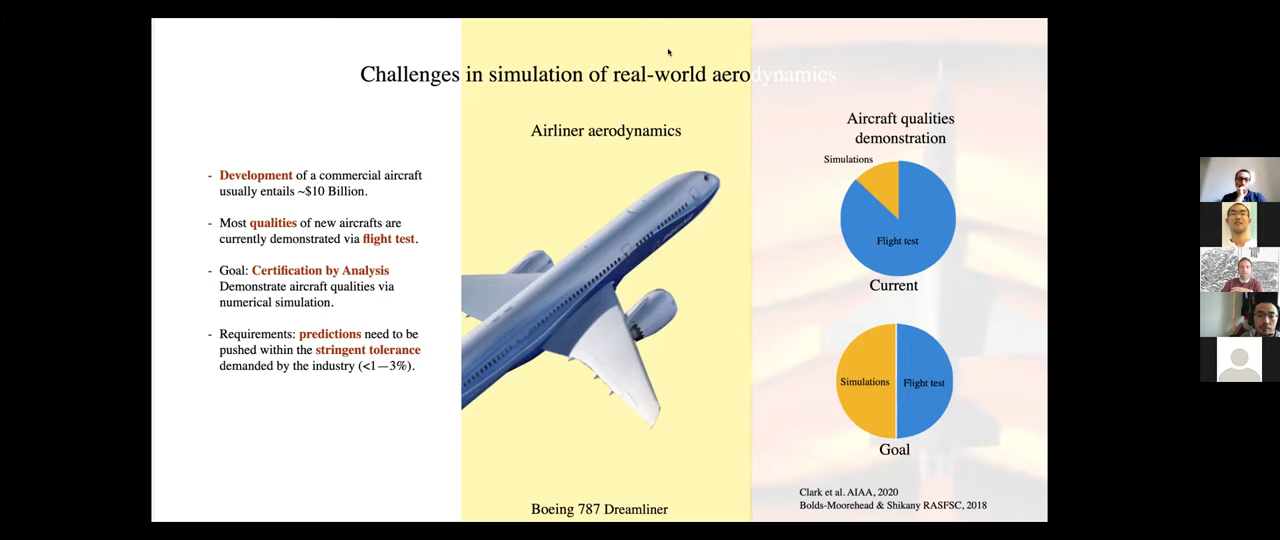 Challenges in simulation of real-world aerodynamics
- Development of a commercial aircraft
usually entails ~$10 Billion.
- Most qualities of new aircrafts are
currently demonstrated via flight test.
- Goal: Certification by Analysis
Demonstrate aircraft qualities via
numerical simulation.
- Requirements: predictions need to be
pushed within the stringent tolerance
demanded by the industry (<1—3%).
Airliner aerodynamics
Boeing 787 Dreamliner
Aircraft qualities
demonstration
Simulations
Flight test
Current
Simulations
Flight test
Goal
Clark et al. AIAA, 2020
Bolds-Moorehead & Shikany RASFSC, 2018